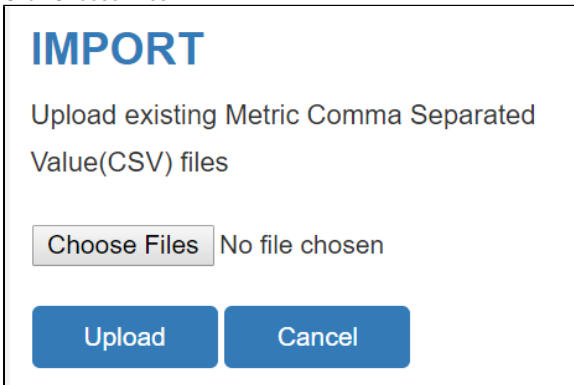 IMPORT
Upload existing Metric Comma Separated
Value(CSV) files
Choose Files No file chosen
Upload Cancel